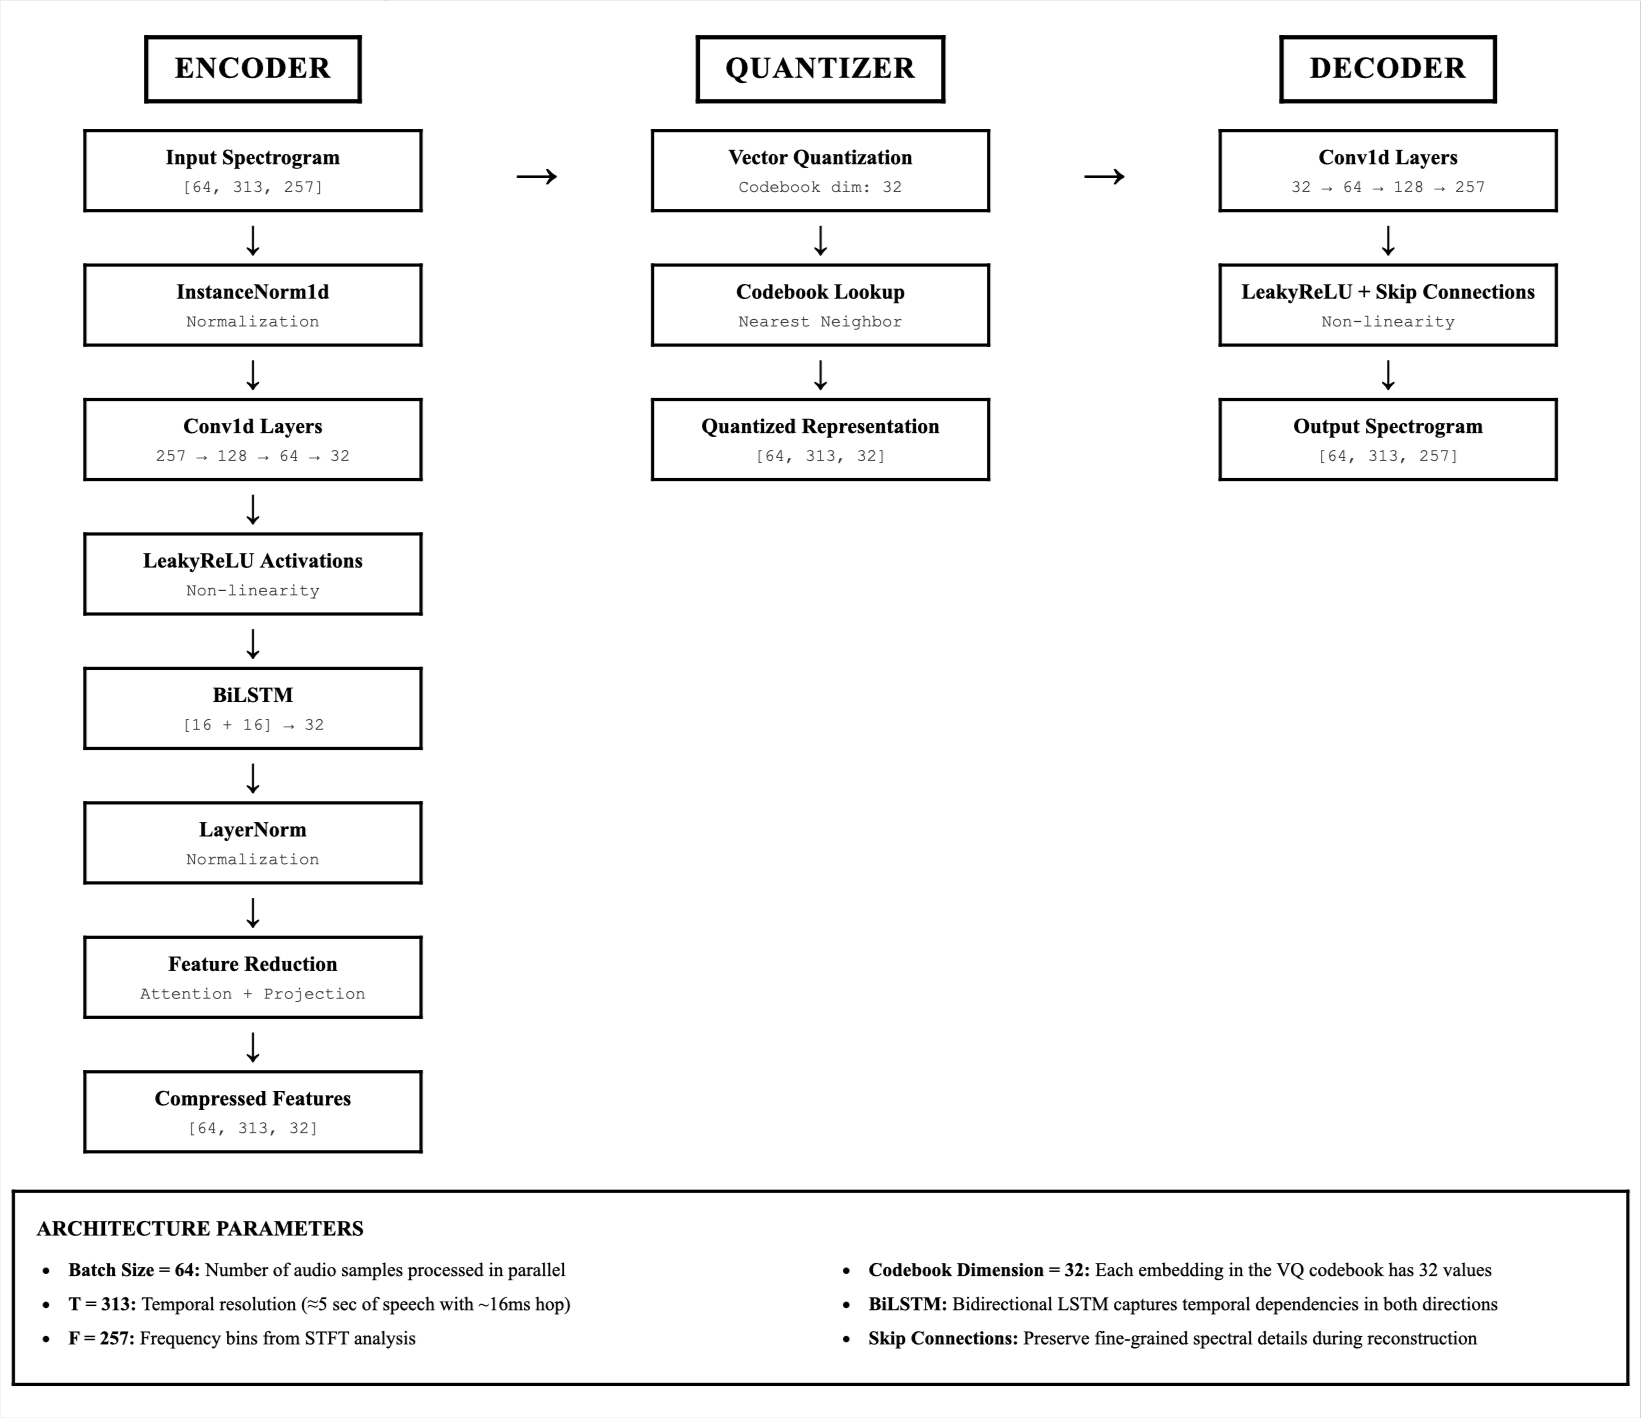 ENCODER
Input Spectrogram
[64, 313, 257]
↓
InstanceNorm1d
Normalization
↓
Conv1d Layers
257 → 128 → 64 → 32
↓
LeakyReLU Activations
Non-linearity
↓
BiLSTM
[16 + 16] → 32
↓
LayerNorm
Normalization
↓
Feature Reduction
Attention + Projection
↓
Compressed Features
[64, 313, 32]
→
QUANTIZER
Vector Quantization
Codebook dim: 32
↓
Codebook Lookup
Nearest Neighbor
↓
Quantized Representation
[64, 313, 32]
→
DECODER
Conv1d Layers
32 → 64 → 128 → 257
↓
LeakyReLU + Skip Connections
Non-linearity
↓
Output Spectrogram
[64, 313, 257]
ARCHITECTURE PARAMETERS
• Batch Size = 64: Number of audio samples processed in parallel
• T = 313: Temporal resolution (≈5 sec of speech with ~16ms hop)
• F = 257: Frequency bins from STFT analysis
• Codebook Dimension = 32: Each embedding in the VQ codebook has 32 values
• BiLSTM: Bidirectional LSTM captures temporal dependencies in both directions
• Skip Connections: Preserve fine-grained spectral details during reconstruction